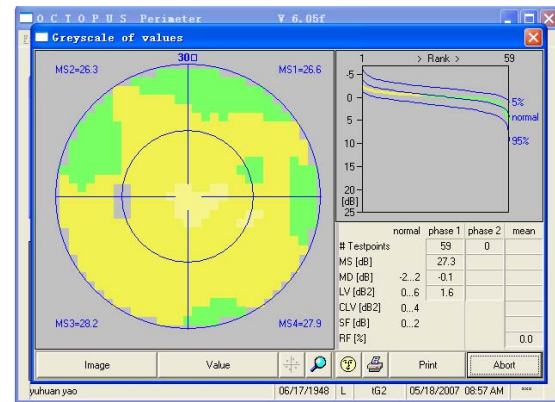 OCTOPUS Perimeter V 6.05f
Greyscale of values
MS2=26.3
30□
MS1=26.6
MS3=28.2
MS4=27.9
1 > Rank > 59
-5
0
5
10
15
20
[dB]
25
5%
normal
95%
normal phase 1 phase 2 mean
# Testpoints 59 0
MS [dB] 27.3
MD [dB] -2...2 -0.1
LV [dB2] 0...6 1.6
CLV [dB2] 0...4
SF [dB] 0...2
RF [%] 0.0
Image Value Print Abort
yuhuan yao 06/17/1948 L tG2 05/18/2007 08:57 AM ***